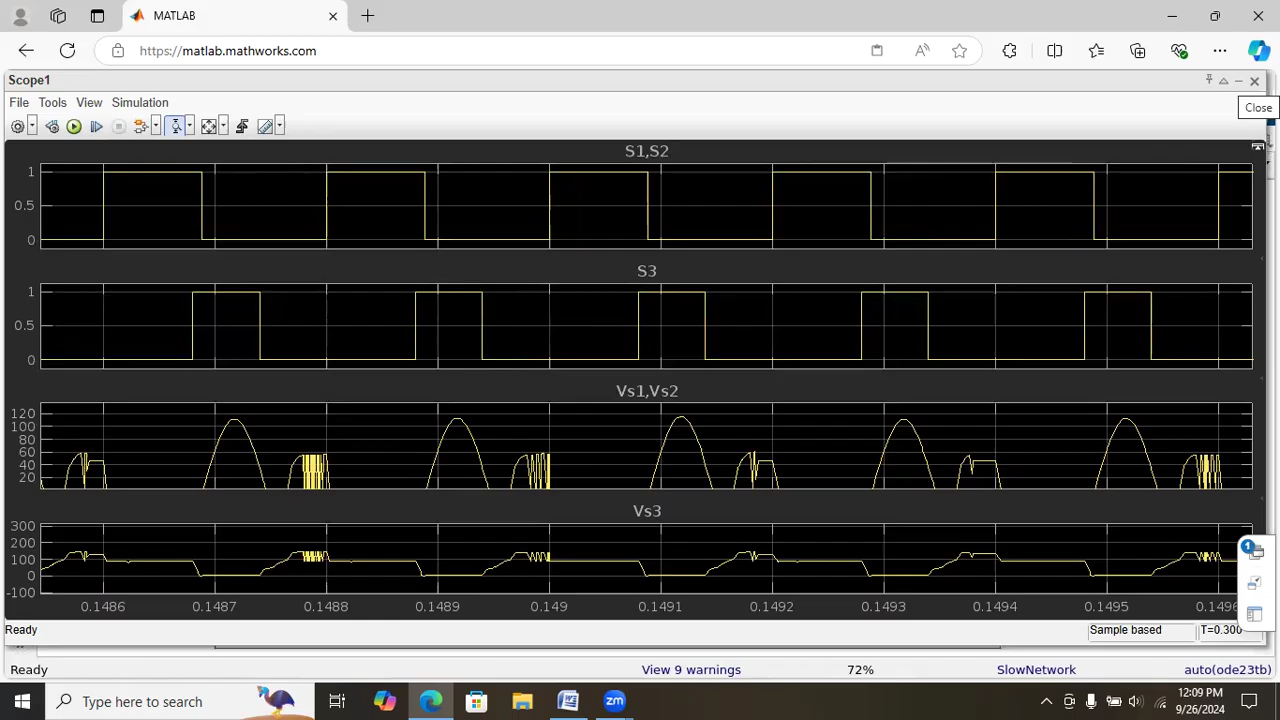 MATLAB
https://matlab.mathworks.com
Scope1
File Tools View Simulation
Close
S1,S2
1
0.5
0
S3
1
0.5
0
Vs1,Vs2
120
100
80
60
40
20
Vs3
300
200
100
0
-100
0.1486 0.1487 0.1488 0.1489 0.149 0.1491 0.1492 0.1493 0.1494 0.1495 0.1496
1
Ready Sample based T=0.300
Ready View 9 warnings 72% SlowNetwork auto(ode23tb)
Type here to search
zm
12:09 PM
9/26/2024